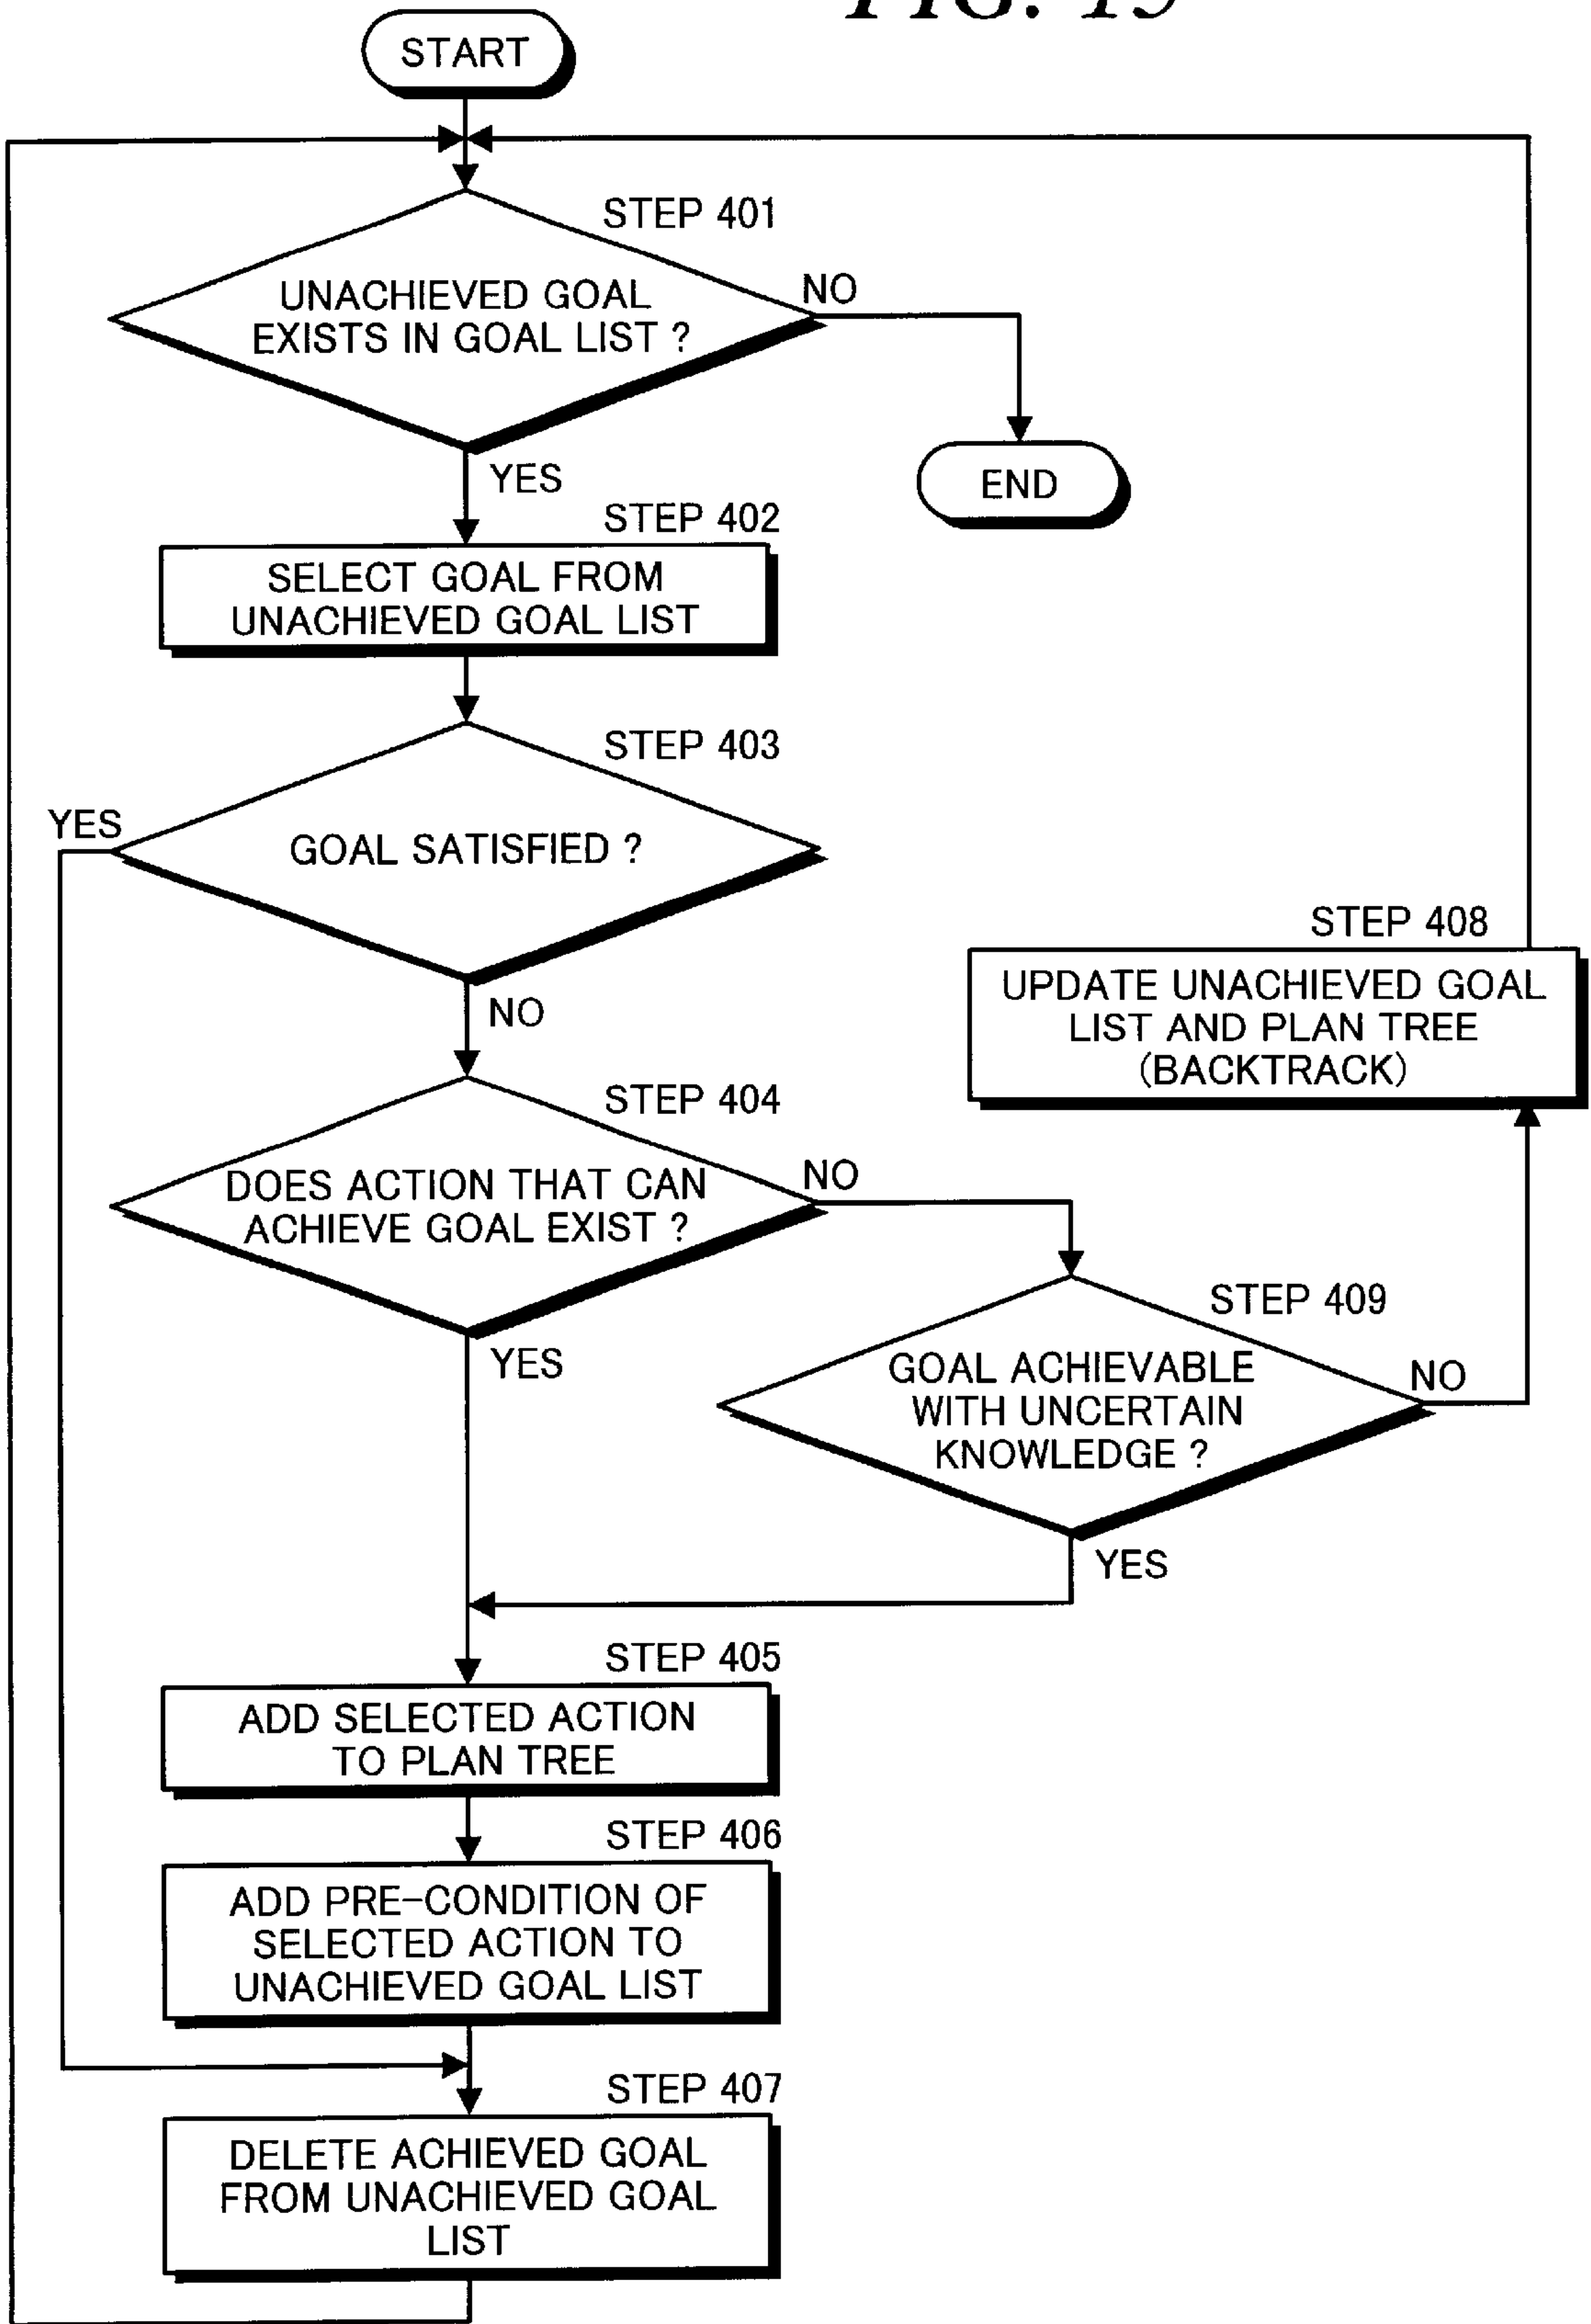 FIG. 15
START
STEP 401
UNACHIEVED GOAL
EXISTS IN GOAL LIST ?
NO
YES
END
STEP 402
SELECT GOAL FROM
UNACHIEVED GOAL LIST
STEP 403
YES
GOAL SATISFIED ?
NO
STEP 408
UPDATE UNACHIEVED GOAL
LIST AND PLAN TREE
(BACKTRACK)
STEP 404
DOES ACTION THAT CAN
ACHIEVE GOAL EXIST ?
NO
YES
STEP 409
GOAL ACHIEVABLE
WITH UNCERTAIN
KNOWLEDGE ?
NO
YES
STEP 405
ADD SELECTED ACTION
TO PLAN TREE
STEP 406
ADD PRE-CONDITION OF
SELECTED ACTION TO
UNACHIEVED GOAL LIST
STEP 407
DELETE ACHIEVED GOAL
FROM UNACHIEVED GOAL
LIST